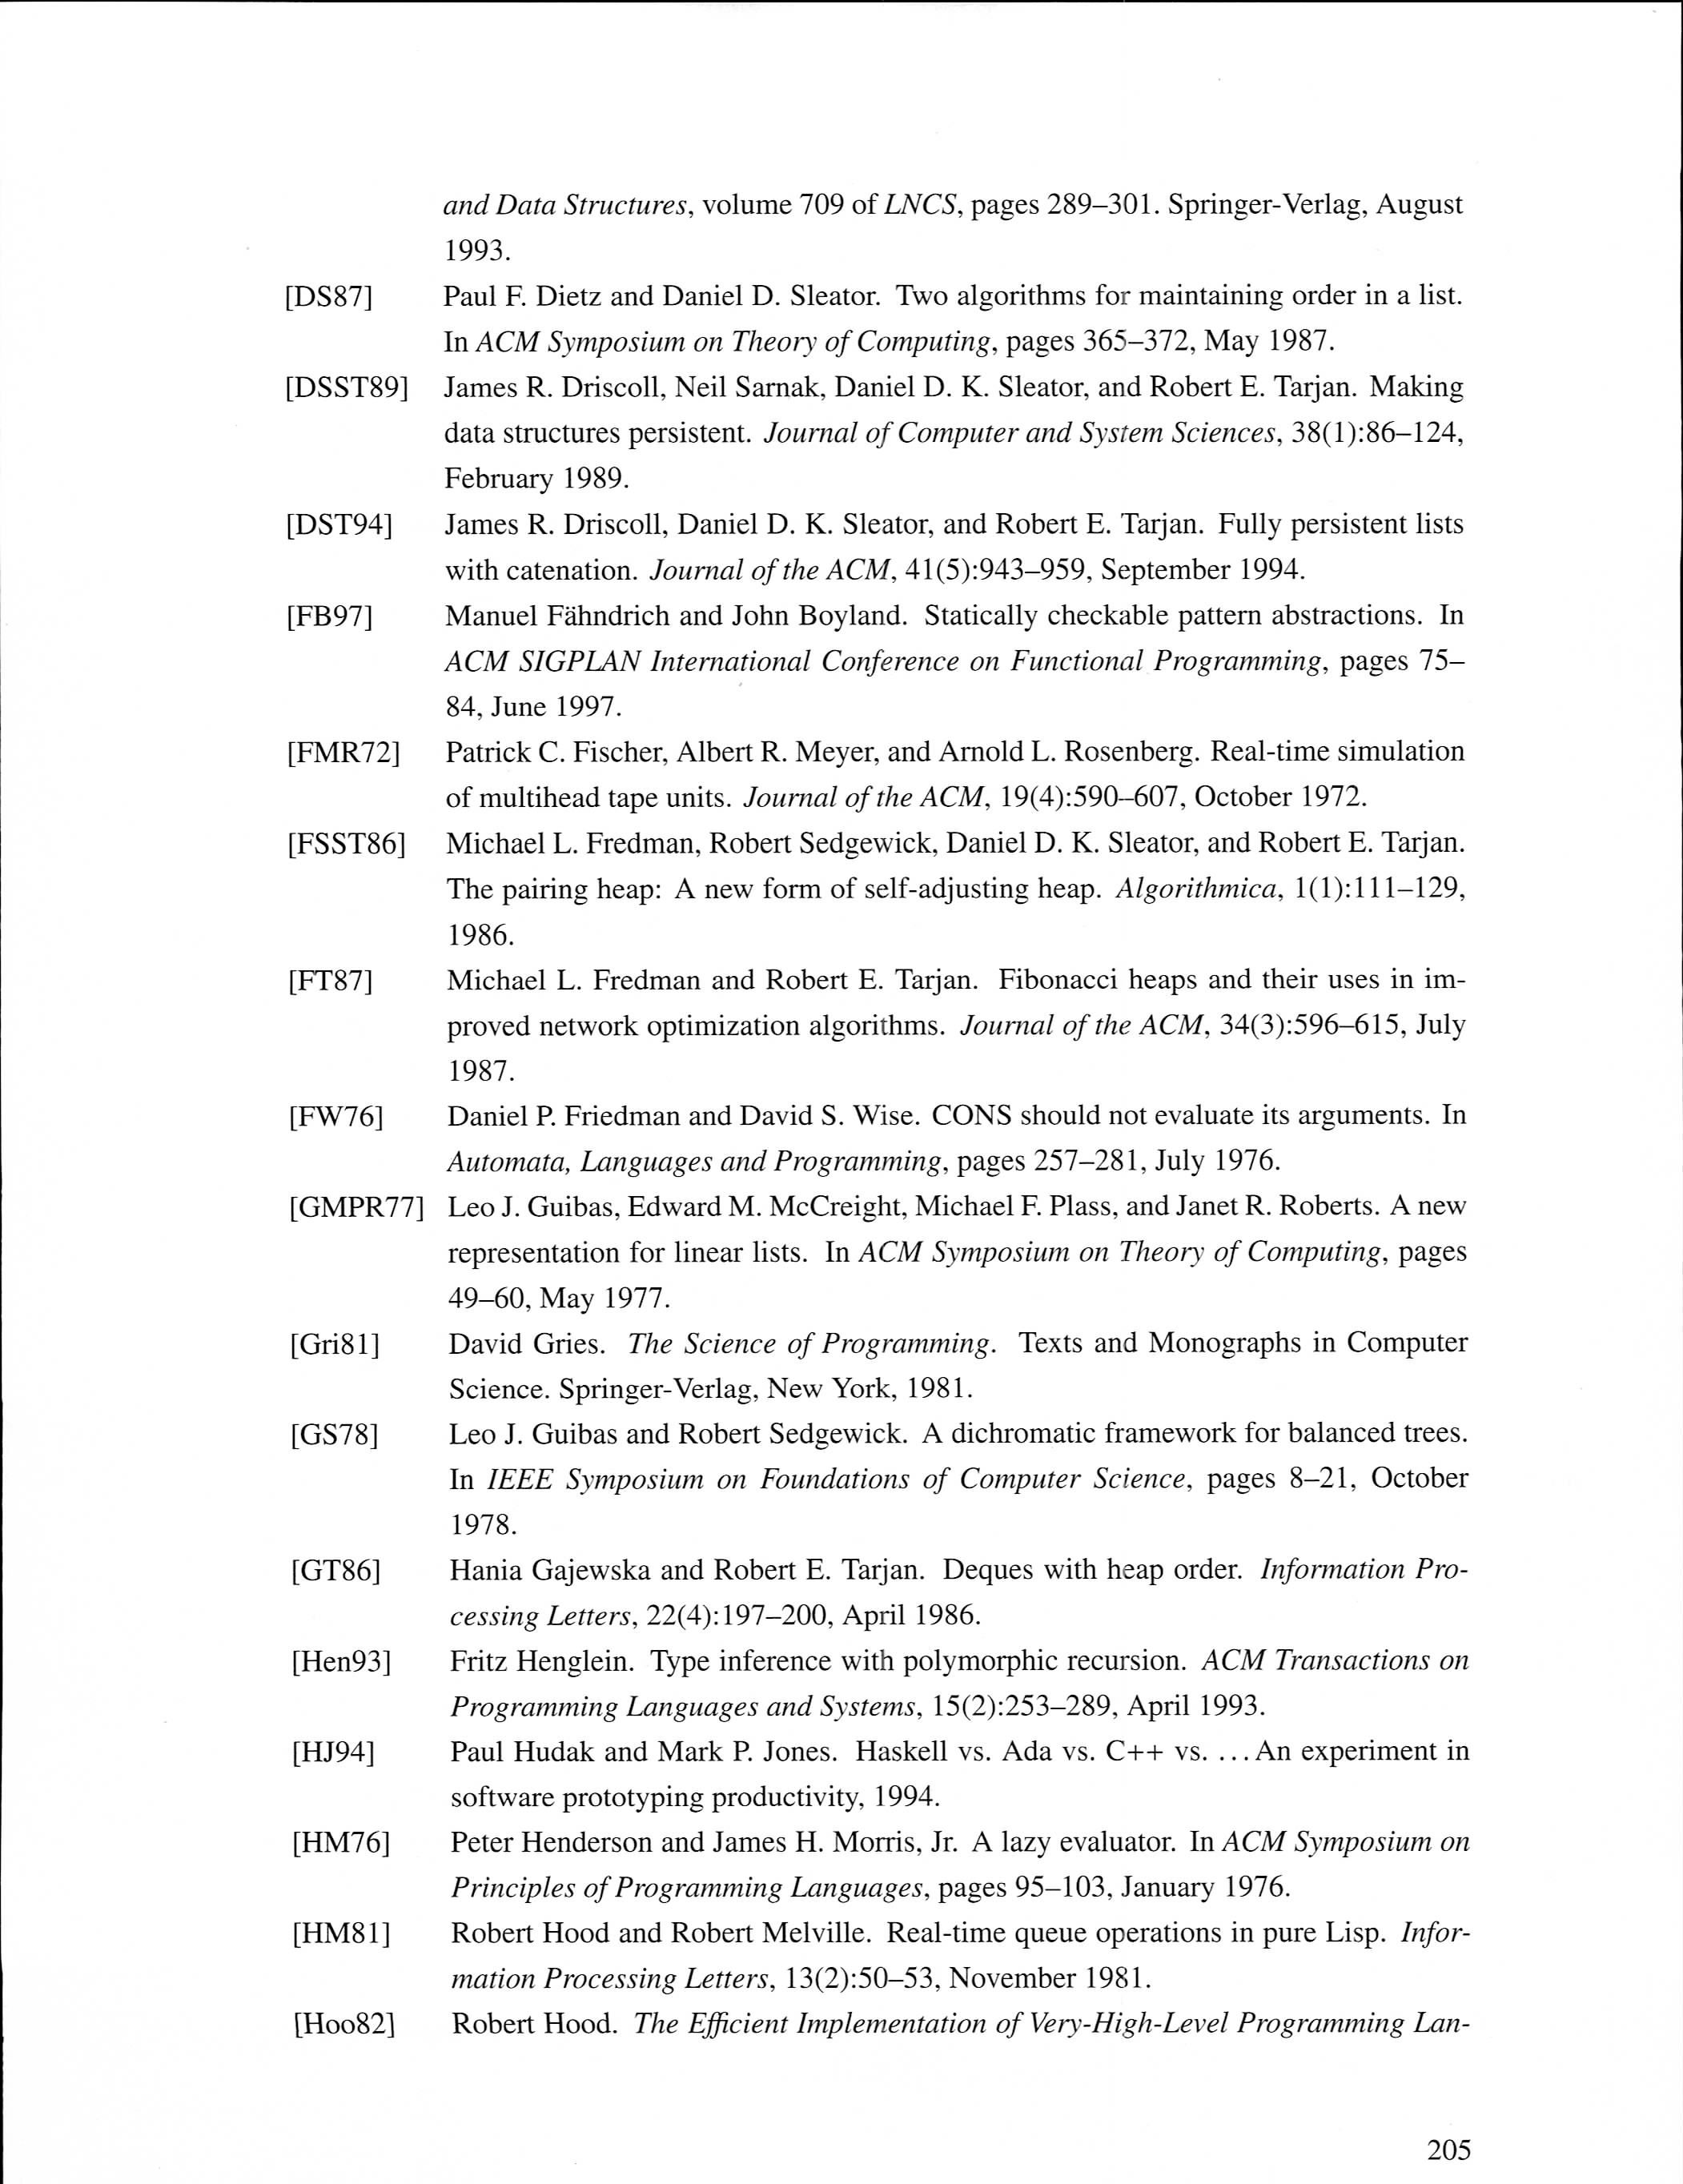 and Data Structures, volume 709 of LNCS, pages 289–301. Springer-Verlag, August
1993.
[DS87] Paul F. Dietz and Daniel D. Sleator. Two algorithms for maintaining order in a list.
In ACM Symposium on Theory of Computing, pages 365–372, May 1987.
[DSST89] James R. Driscoll, Neil Sarnak, Daniel D. K. Sleator, and Robert E. Tarjan. Making
data structures persistent. Journal of Computer and System Sciences, 38(1):86–124,
February 1989.
[DST94] James R. Driscoll, Daniel D. K. Sleator, and Robert E. Tarjan. Fully persistent lists
with catenation. Journal of the ACM, 41(5):943–959, September 1994.
[FB97] Manuel Fähndrich and John Boyland. Statically checkable pattern abstractions. In
ACM SIGPLAN International Conference on Functional Programming, pages 75–
84, June 1997.
[FMR72] Patrick C. Fischer, Albert R. Meyer, and Arnold L. Rosenberg. Real-time simulation
of multihead tape units. Journal of the ACM, 19(4):590–607, October 1972.
[FSST86] Michael L. Fredman, Robert Sedgewick, Daniel D. K. Sleator, and Robert E. Tarjan.
The pairing heap: A new form of self-adjusting heap. Algorithmica, 1(1):111–129,
1986.
[FT87] Michael L. Fredman and Robert E. Tarjan. Fibonacci heaps and their uses in im-
proved network optimization algorithms. Journal of the ACM, 34(3):596–615, July
1987.
[FW76] Daniel P. Friedman and David S. Wise. CONS should not evaluate its arguments. In
Automata, Languages and Programming, pages 257–281, July 1976.
[GMPR77] Leo J. Guibas, Edward M. McCreight, Michael F. Plass, and Janet R. Roberts. A new
representation for linear lists. In ACM Symposium on Theory of Computing, pages
49–60, May 1977.
[Gri81] David Gries. The Science of Programming. Texts and Monographs in Computer
Science. Springer-Verlag, New York, 1981.
[GS78] Leo J. Guibas and Robert Sedgewick. A dichromatic framework for balanced trees.
In IEEE Symposium on Foundations of Computer Science, pages 8–21, October
1978.
[GT86] Hania Gajewska and Robert E. Tarjan. Deques with heap order. Information Pro-
cessing Letters, 22(4):197–200, April 1986.
[Hen93] Fritz Henglein. Type inference with polymorphic recursion. ACM Transactions on
Programming Languages and Systems, 15(2):253–289, April 1993.
[HJ94] Paul Hudak and Mark P. Jones. Haskell vs. Ada vs. C++ vs. ... An experiment in
software prototyping productivity, 1994.
[HM76] Peter Henderson and James H. Morris, Jr. A lazy evaluator. In ACM Symposium on
Principles of Programming Languages, pages 95–103, January 1976.
[HM81] Robert Hood and Robert Melville. Real-time queue operations in pure Lisp. Infor-
mation Processing Letters, 13(2):50–53, November 1981.
[Hoo82] Robert Hood. The Efficient Implementation of Very-High-Level Programming Lan-
205